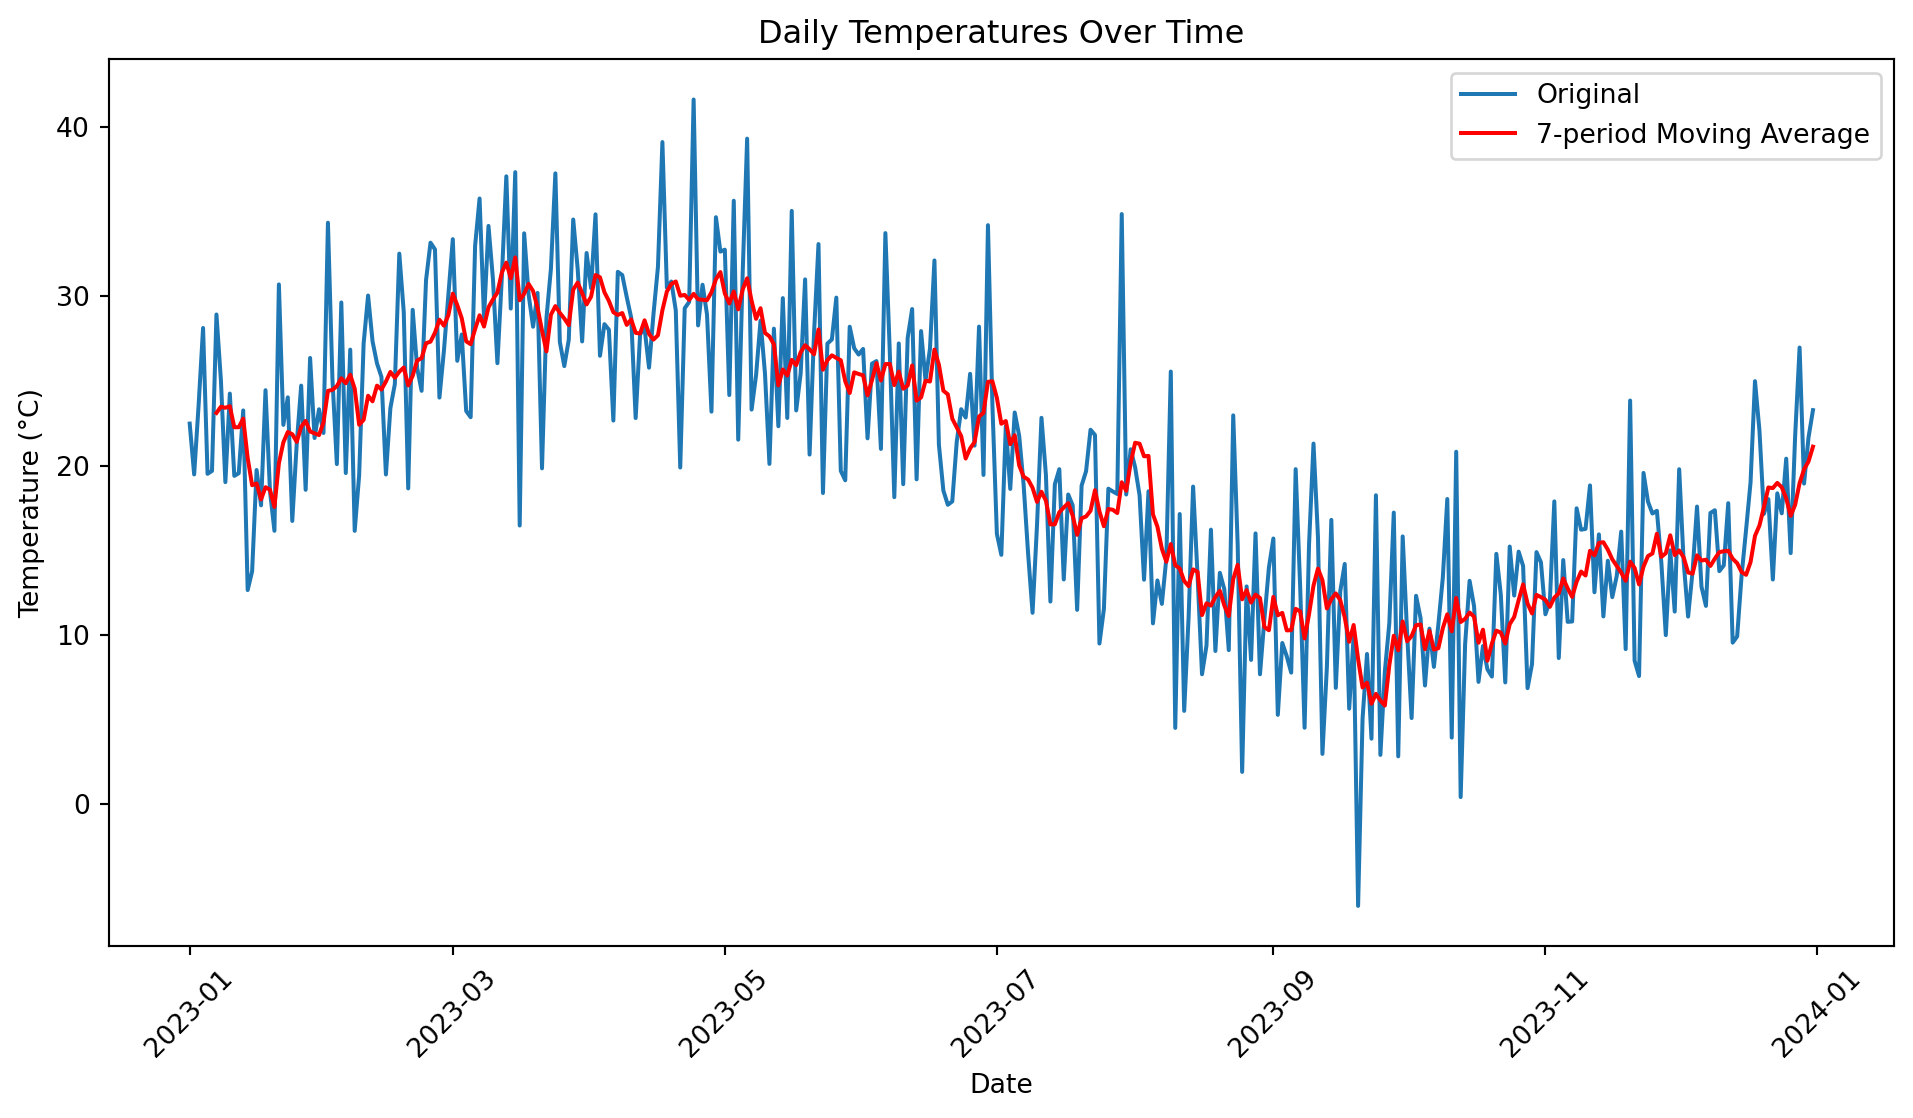 Daily Temperatures Over Time
Original
7-period Moving Average
Temperature (°C)
40
30
20
10
0
2023-01
2023-03
2023-05
2023-07
2023-09
2023-11
2024-01
Date